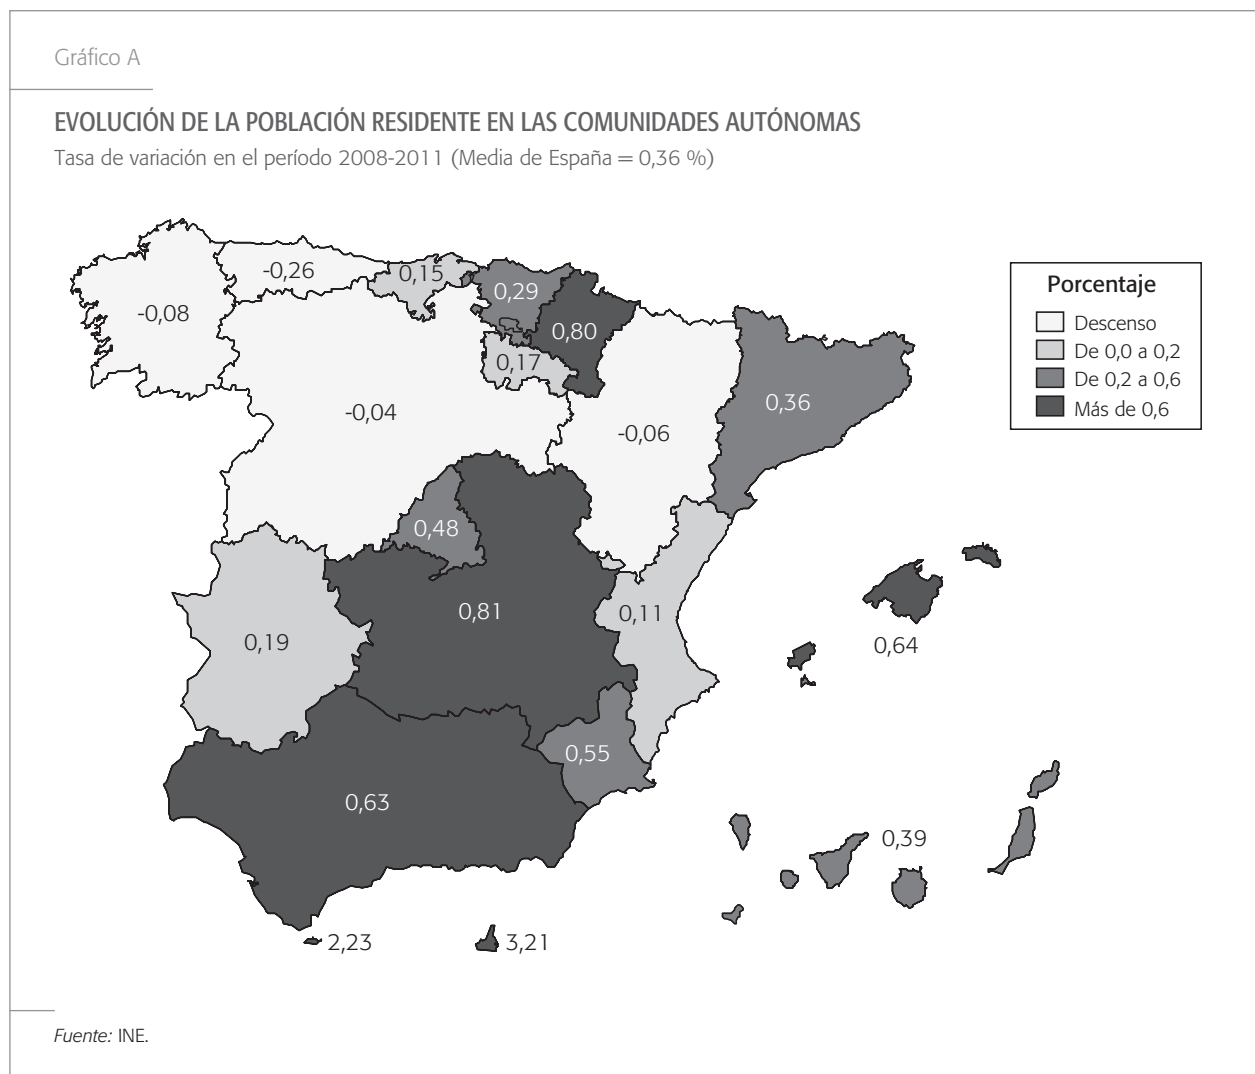 Gráfico A
EVOLUCIÓN DE LA POBLACIÓN RESIDENTE EN LAS COMUNIDADES AUTÓNOMAS
Tasa de variación en el período 2008-2011 (Media de España = 0,36 %)
-0,08
-0,26
0,15
0,29
0,80
0,17
-0,04
-0,06
0,36
Porcentaje
Descenso
De 0,0 a 0,2
De 0,2 a 0,6
Más de 0,6
0,48
0,81
0,11
0,19
0,64
0,55
0,63
0,39
2,23
3,21
Fuente: INE.